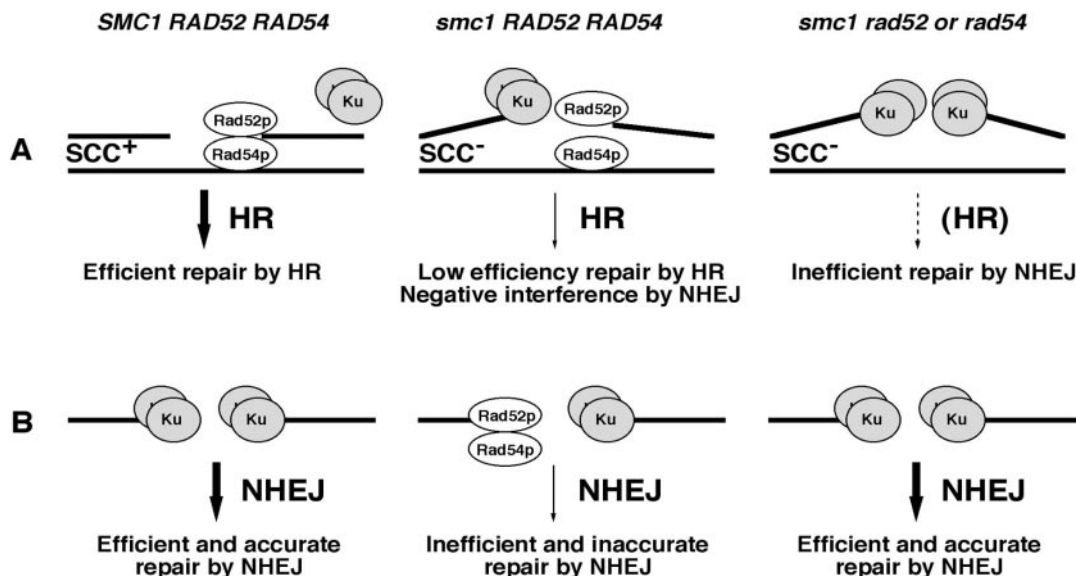 SMC1 RAD52 RAD54
smc1 RAD52 RAD54
smc1 rad52 or rad54
A
Ku
Rad52p
Rad54p
SCC+
HR
Efficient repair by HR
Ku
Rad52p
Rad54p
SCC-
HR
Low efficiency repair by HR
Negative interference by NHEJ
Ku
Ku
SCC-
(HR)
Inefficient repair by NHEJ
B
Ku
Ku
NHEJ
Efficient and accurate
repair by NHEJ
Rad52p
Rad54p
Ku
NHEJ
Inefficient and inaccurate
repair by NHEJ
Ku
Ku
NHEJ
Efficient and accurate
repair by NHEJ